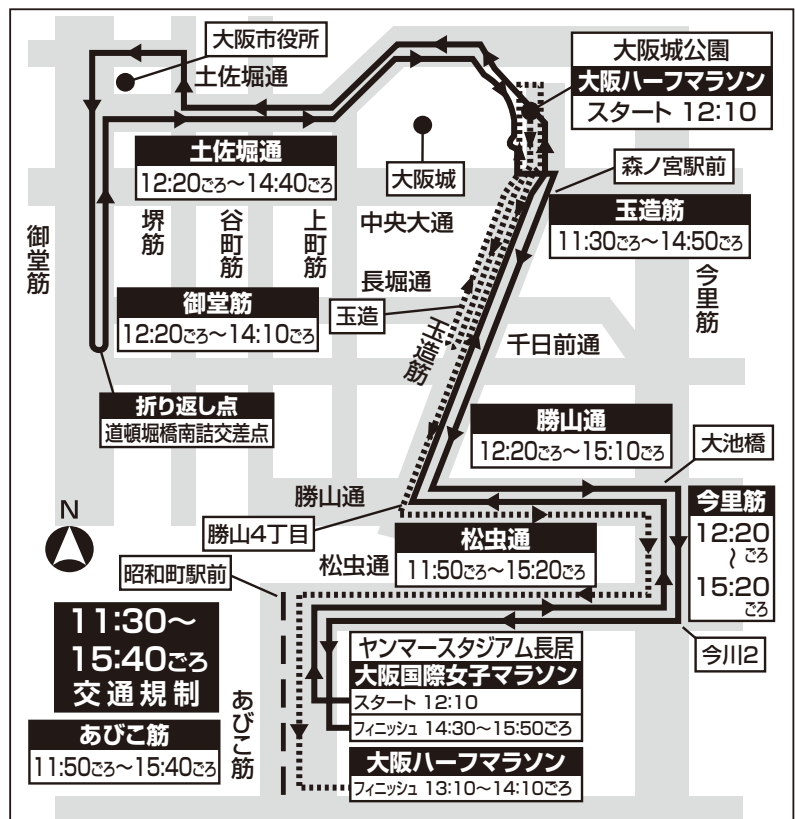 大阪市役所
土佐堀通
大阪城公園
大阪ハーフマラソン
スタート 12:10
土佐堀通
12:20ごろ～14:40ごろ
大阪城
森ノ宮駅前
玉造筋
11:30ごろ～14:50ごろ
御堂筋
堺筋
谷町筋
上町筋
中央大通
今里筋
長堀通
御堂筋
12:20ごろ～14:10ごろ
玉造
玉造筋
千日前通
折り返し点
道頓堀橋南詰交差点
勝山通
12:20ごろ～15:10ごろ
大池橋
勝山通
今里筋
12:20
～ごろ
15:20
ごろ
N
勝山4丁目
松虫通
11:50ごろ～15:20ごろ
松虫通
昭和町駅前
11:30～
15:40ごろ
交通規制
今川2
ヤンマースタジアム長居
大阪国際女子マラソン
スタート 12:10
フィニッシュ 14:30～15:50ごろ
あびこ筋
あびこ筋
11:50ごろ～15:40ごろ
大阪ハーフマラソン
フィニッシュ 13:10～14:10ごろ